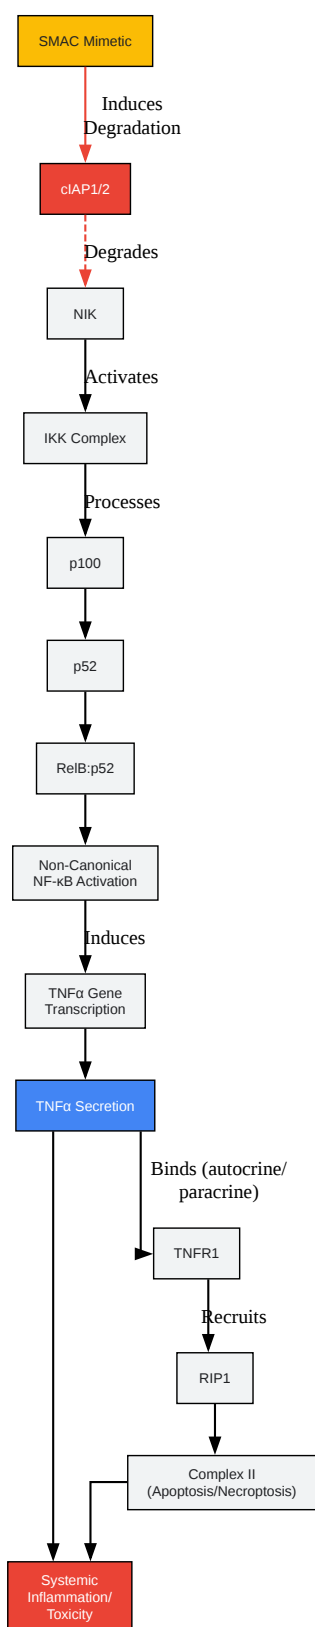 SMAC Mimetic
Induces
Degradation
cIAP1/2
Degrades
NIK
Activates
IKK Complex
Processes
p100
p52
RelB:p52
Non-Canonical
NF-κB Activation
Induces
TNFα Gene
Transcription
TNFα Secretion
Binds (autocrine/
paracrine)
TNFR1
Recruits
RIP1
Complex II
(Apoptosis/Necroptosis)
Systemic
Inflammation/
Toxicity